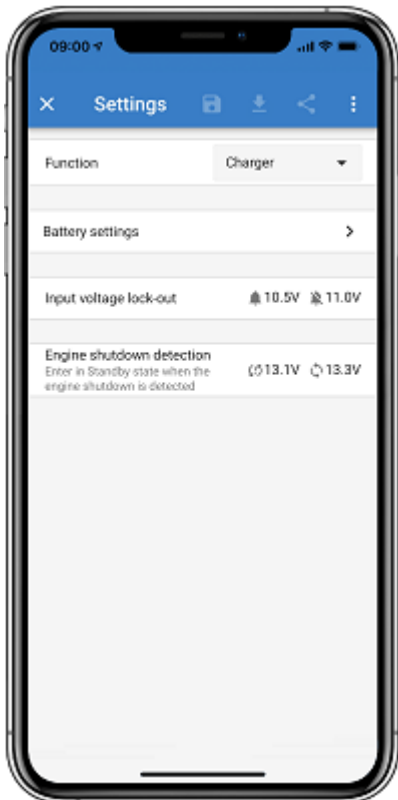 09:00
Settings
Function
Charger
Battery settings
Input voltage lock-out
10.5V
11.0V
Engine shutdown detection
Enter in Standby state when the
engine shutdown is detected
13.1V
13.3V